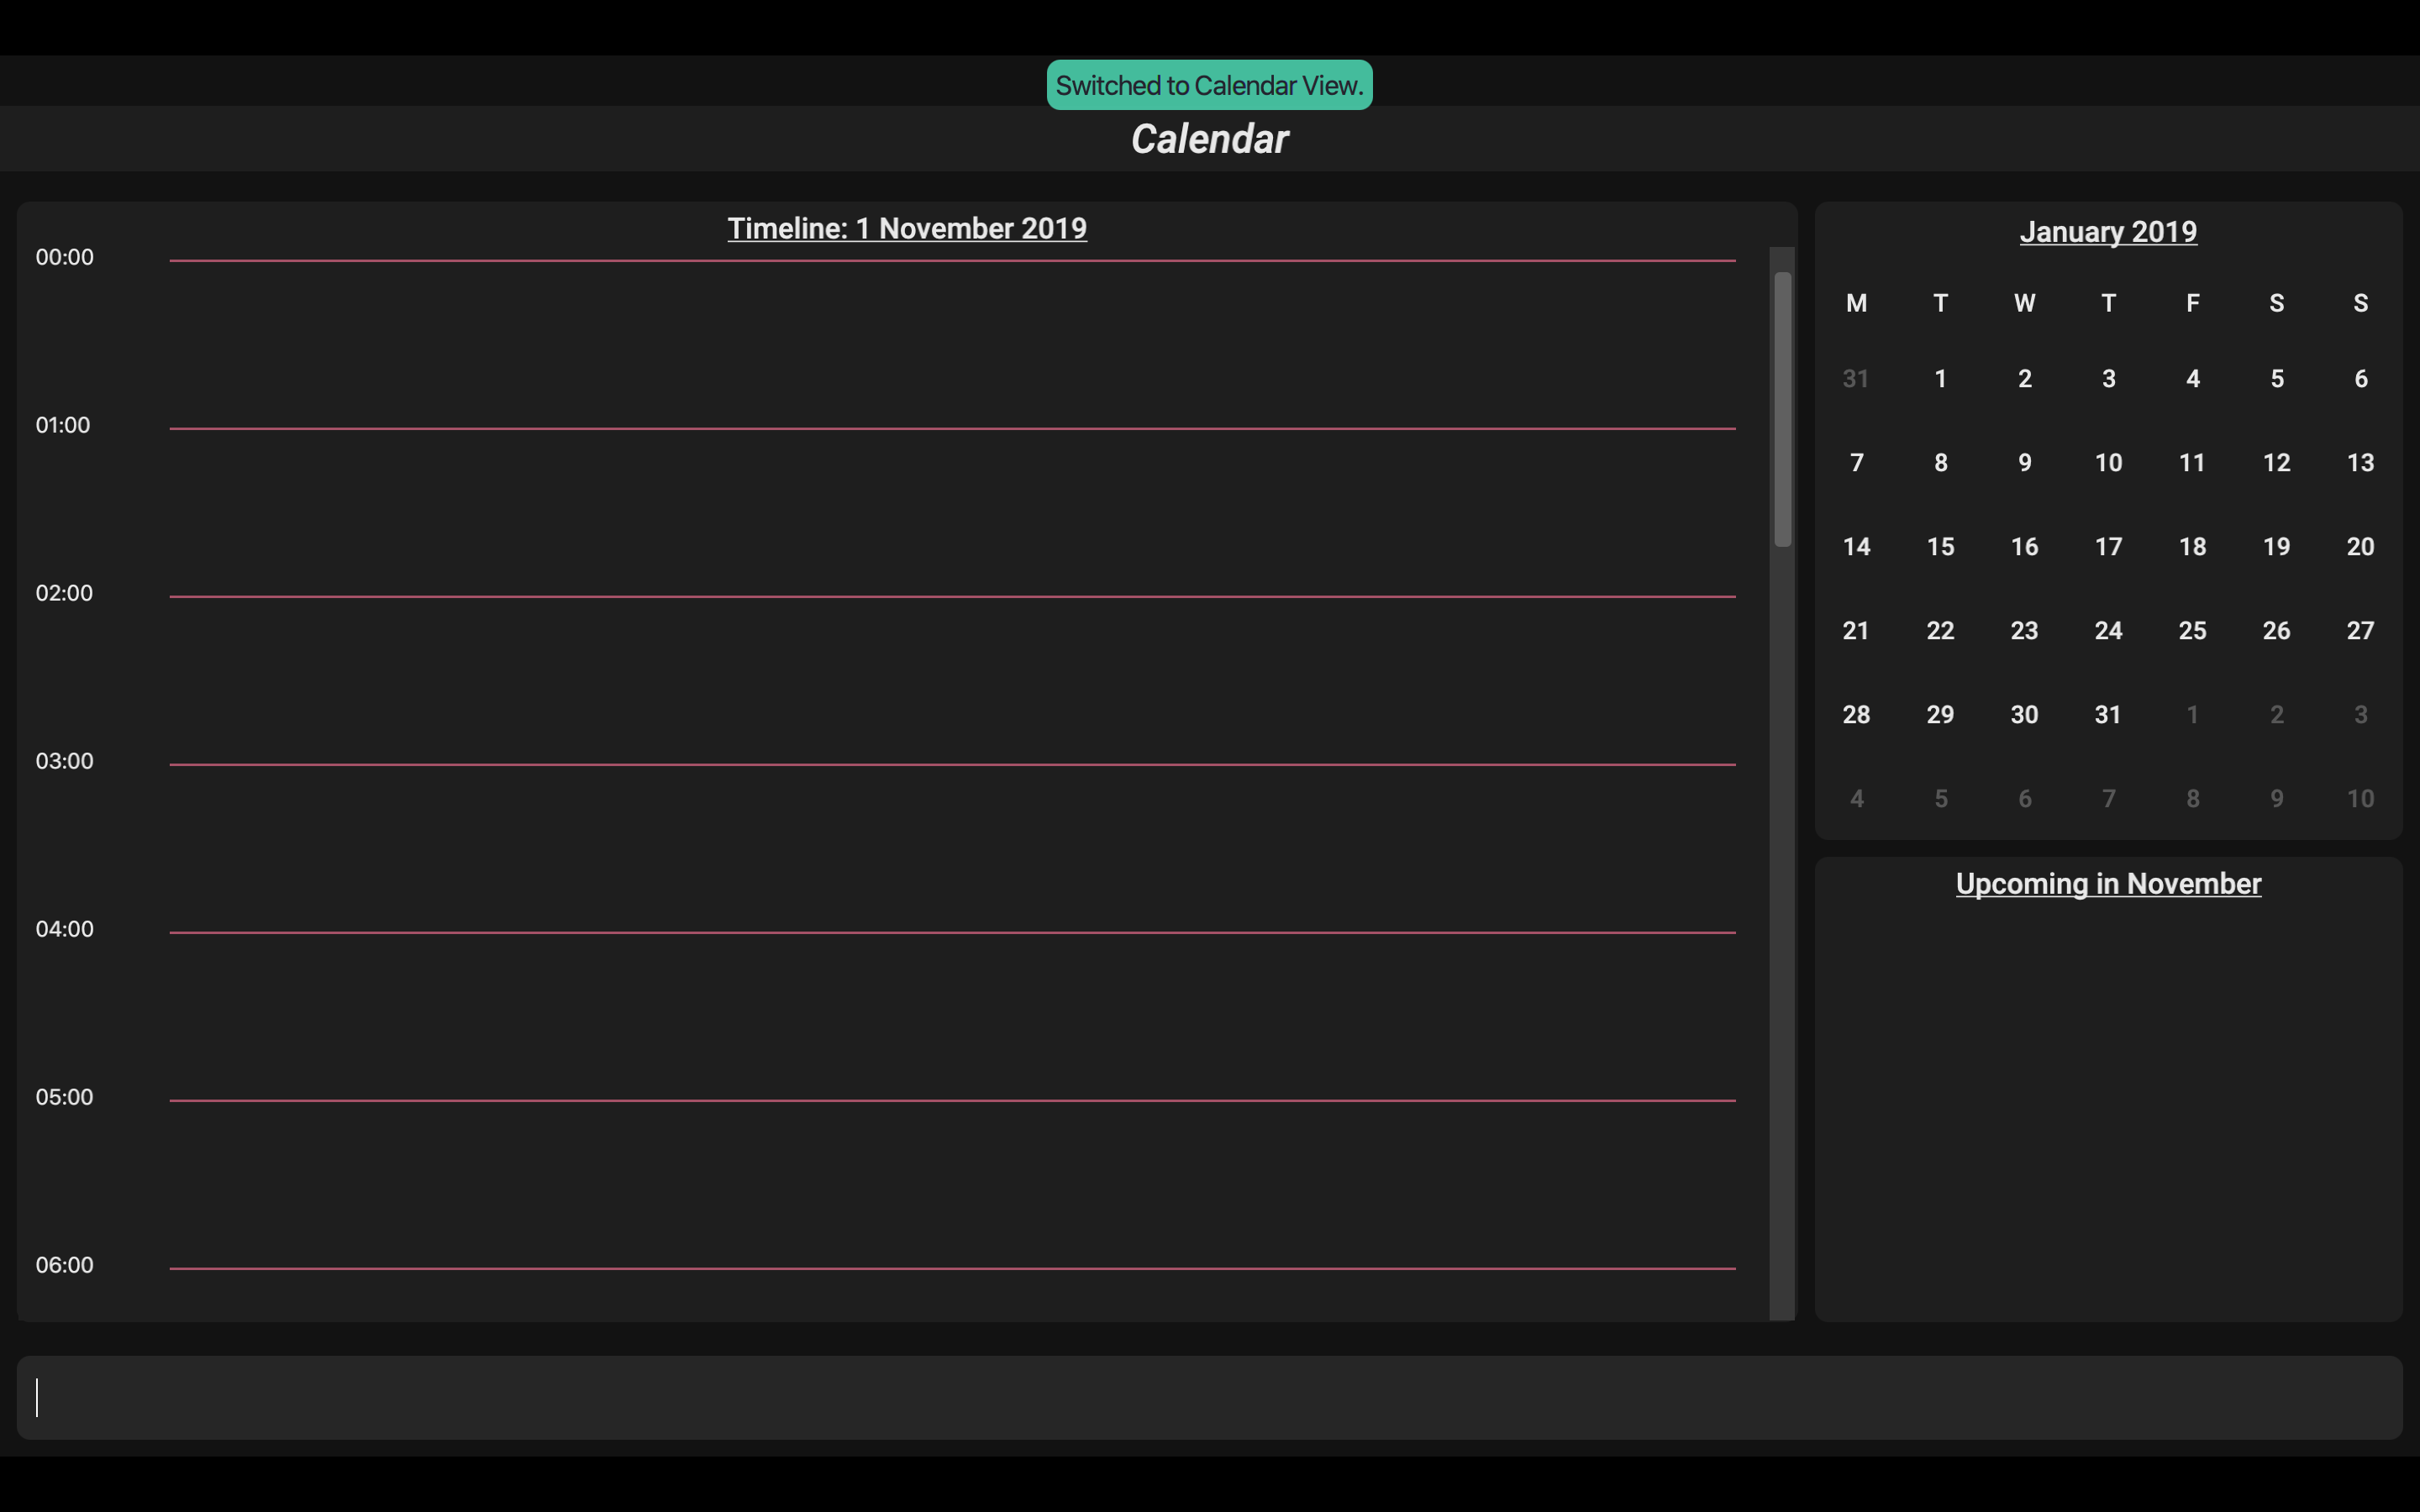 Switched to Calendar View.
Calendar
Timeline: 1 November 2019
00:00
01:00
02:00
03:00
04:00
05:00
06:00
January 2019
M T W T F S S
31 1 2 3 4 5 6
7 8 9 10 11 12 13
14 15 16 17 18 19 20
21 22 23 24 25 26 27
28 29 30 31 1 2 3
4 5 6 7 8 9 10
Upcoming in November